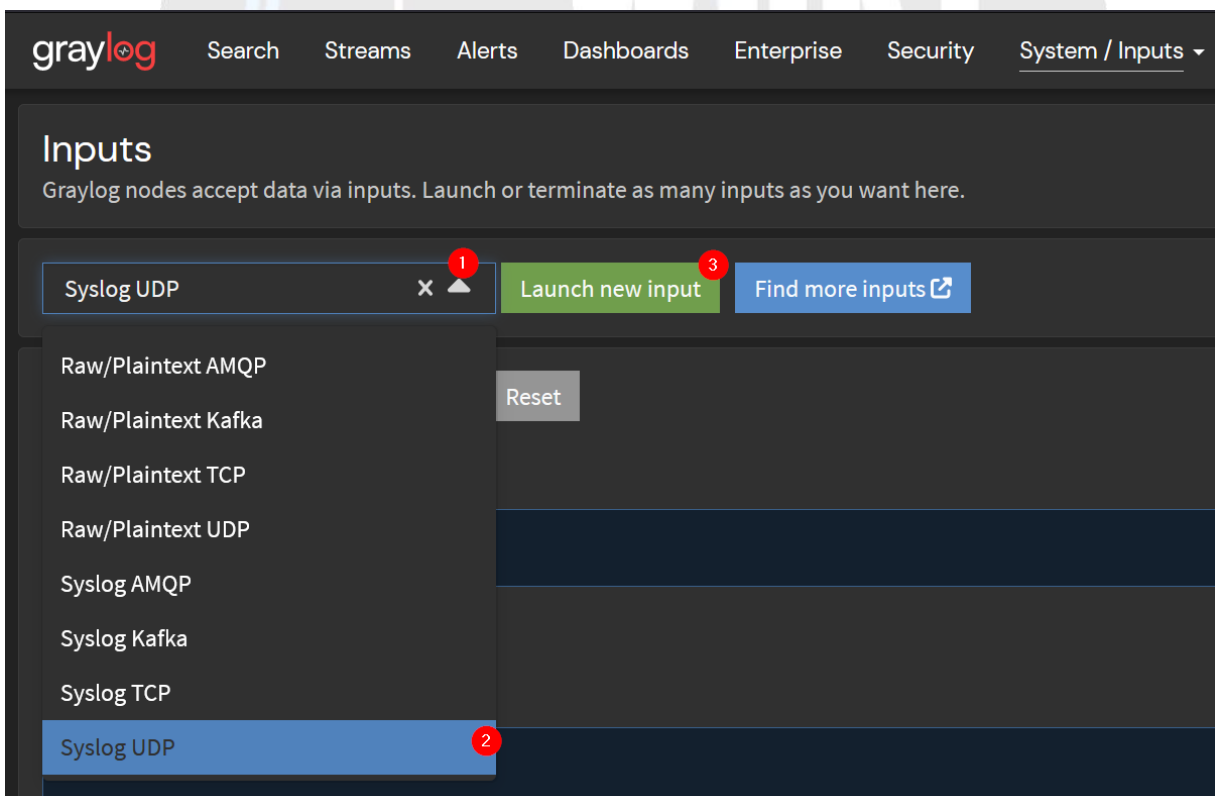 graylog Search Streams Alerts Dashboards Enterprise Security System / Inputs
Inputs
Graylog nodes accept data via inputs. Launch or terminate as many inputs as you want here.
1 3
Syslog UDP Launch new input Find more inputs
Raw/Plaintext AMQP
Reset
Raw/Plaintext Kafka
Raw/Plaintext TCP
Raw/Plaintext UDP
Syslog AMQP
Syslog Kafka
Syslog TCP
Syslog UDP 2